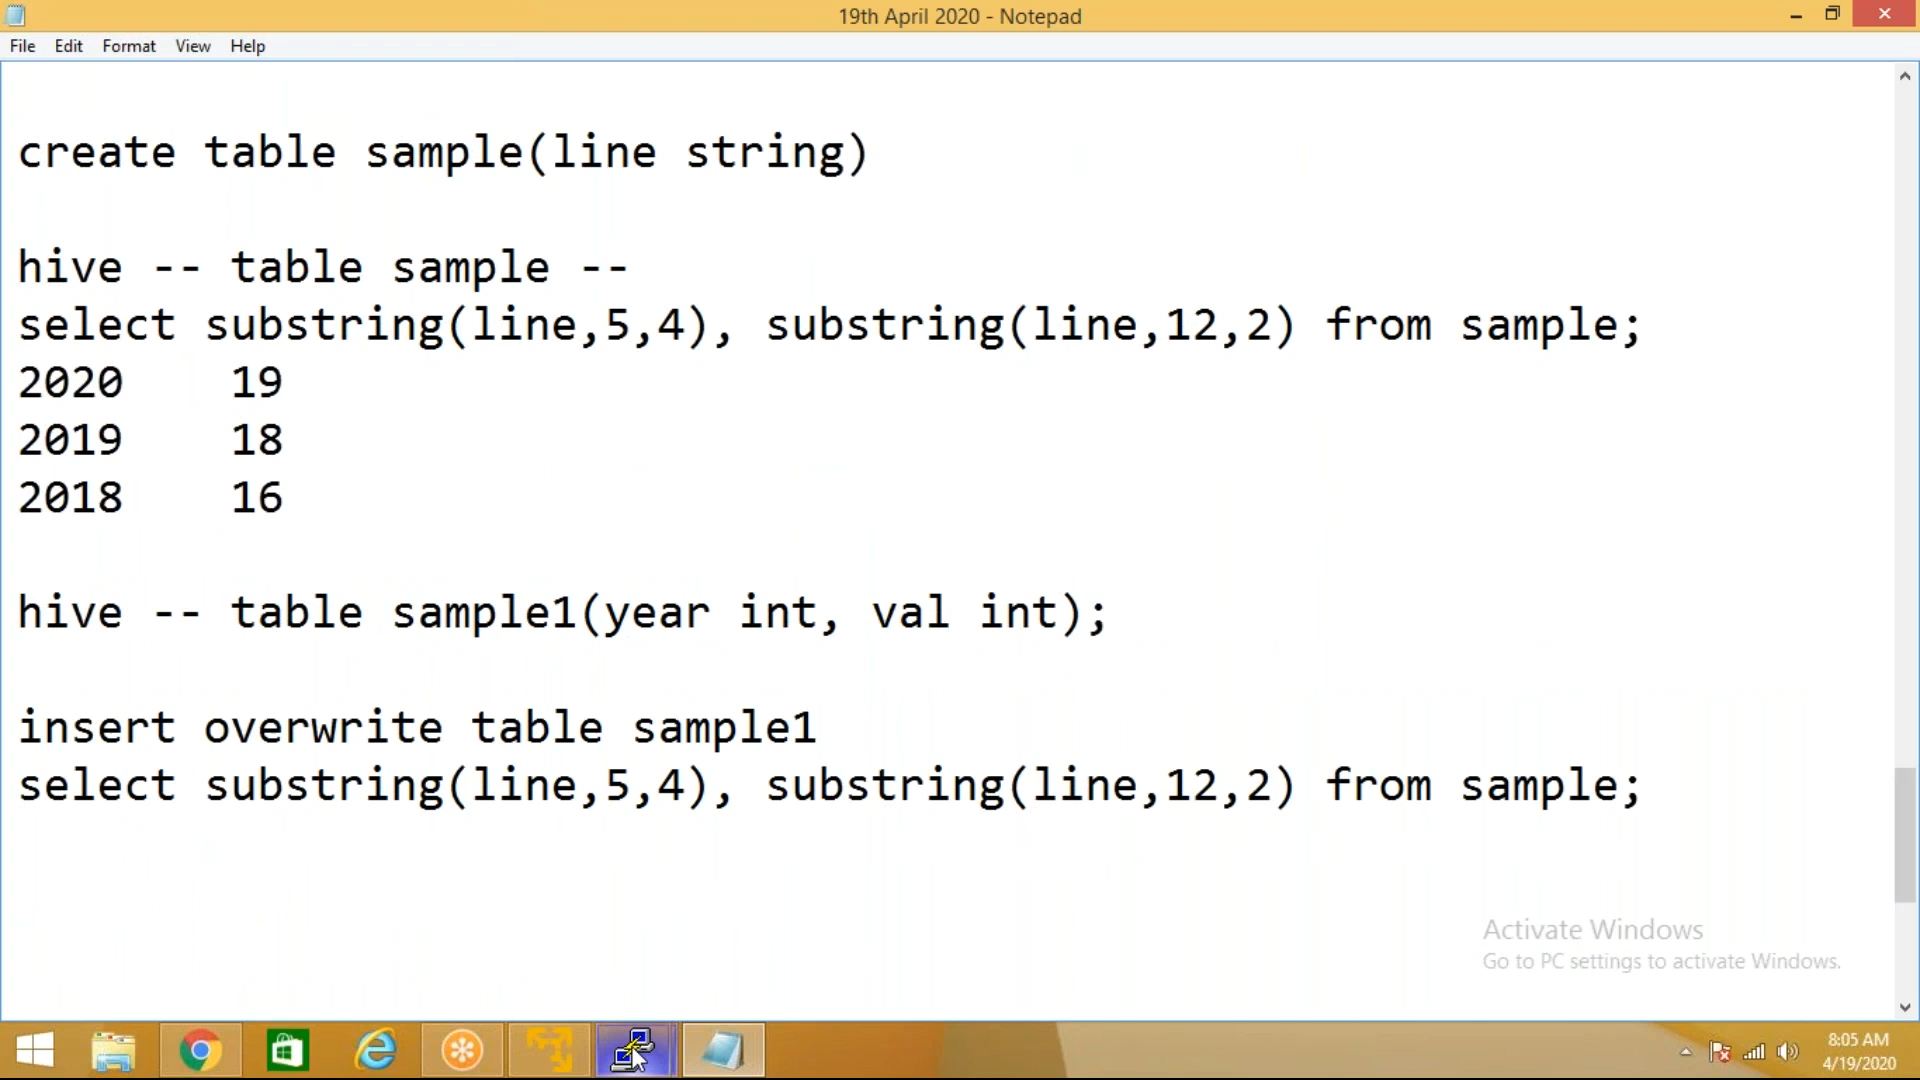 19th April 2020 - Notepad
File Edit Format View Help
create table sample(line string)
hive -- table sample --
select substring(line,5,4), substring(line,12,2) from sample;
2020 19
2019 18
2018 16
hive -- table sample1(year int, val int);
insert overwrite table sample1
select substring(line,5,4), substring(line,12,2) from sample;
Activate Windows
Go to PC settings to activate Windows.
8:05 AM
4/19/2020